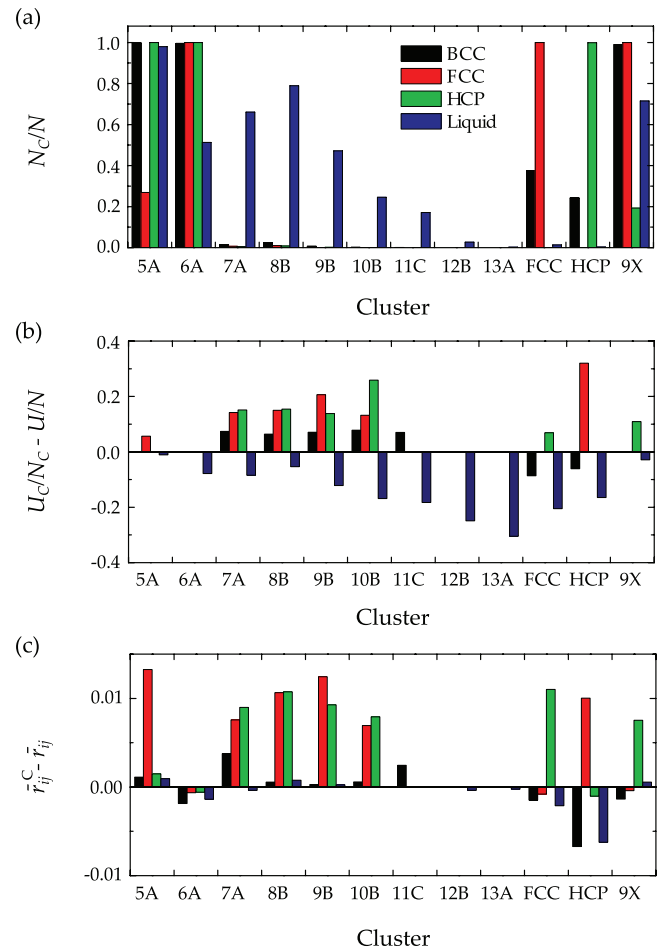 (a)
1.0
0.8
0.6
0.4
0.2
0.0
N_C/N
BCC
FCC
HCP
Liquid
5A 6A 7A 8B 9B 10B 11C 12B 13A FCC HCP 9X
Cluster
(b)
0.4
0.2
0.0
-0.2
-0.4
U_C/N_C - U/N
5A 6A 7A 8B 9B 10B 11C 12B 13A FCC HCP 9X
Cluster
(c)
0.01
0.00
-0.01
r̄_ij^C - r̄_ij
5A 6A 7A 8B 9B 10B 11C 12B 13A FCC HCP 9X
Cluster